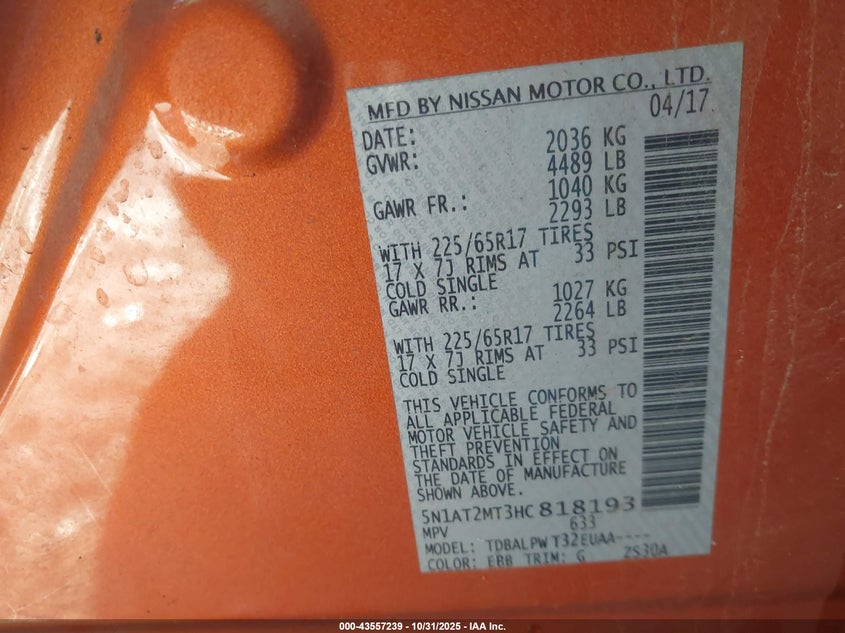 MFD BY NISSAN MOTOR CO., LTD.
DATE: 04/17
GVWR: 2036 KG
4489 LB
GAWR FR.: 1040 KG
2293 LB
WITH 225/65R17 TIRES
17 X 7J RIMS AT 33 PSI
COLD SINGLE
GAWR RR.: 1027 KG
2264 LB
WITH 225/65R17 TIRES
17 X 7J RIMS AT 33 PSI
COLD SINGLE
THIS VEHICLE CONFORMS TO
ALL APPLICABLE FEDERAL
MOTOR VEHICLE SAFETY AND
THEFT PREVENTION
STANDARDS IN EFFECT ON
THE DATE OF MANUFACTURE
SHOWN ABOVE.
5N1AT2MT3HC818193
MPV 633
MODEL: TDBALPWT32EUAA----
COLOR: EBB TRIM: G ZS30A
000-43557239 - 10/31/2025 - IAA Inc.